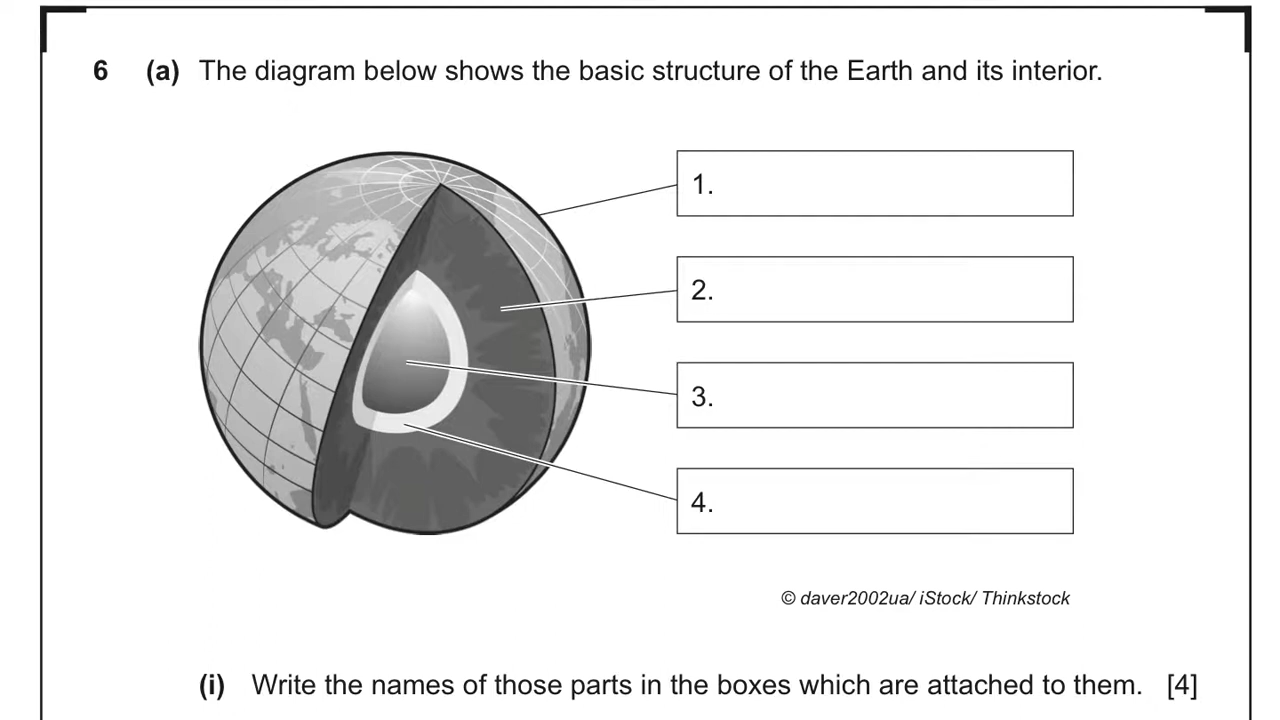 6 (a) The diagram below shows the basic structure of the Earth and its interior.
1.
2.
3.
4.
© daver2002ua/ iStock/ Thinkstock
(i) Write the names of those parts in the boxes which are attached to them. [4]